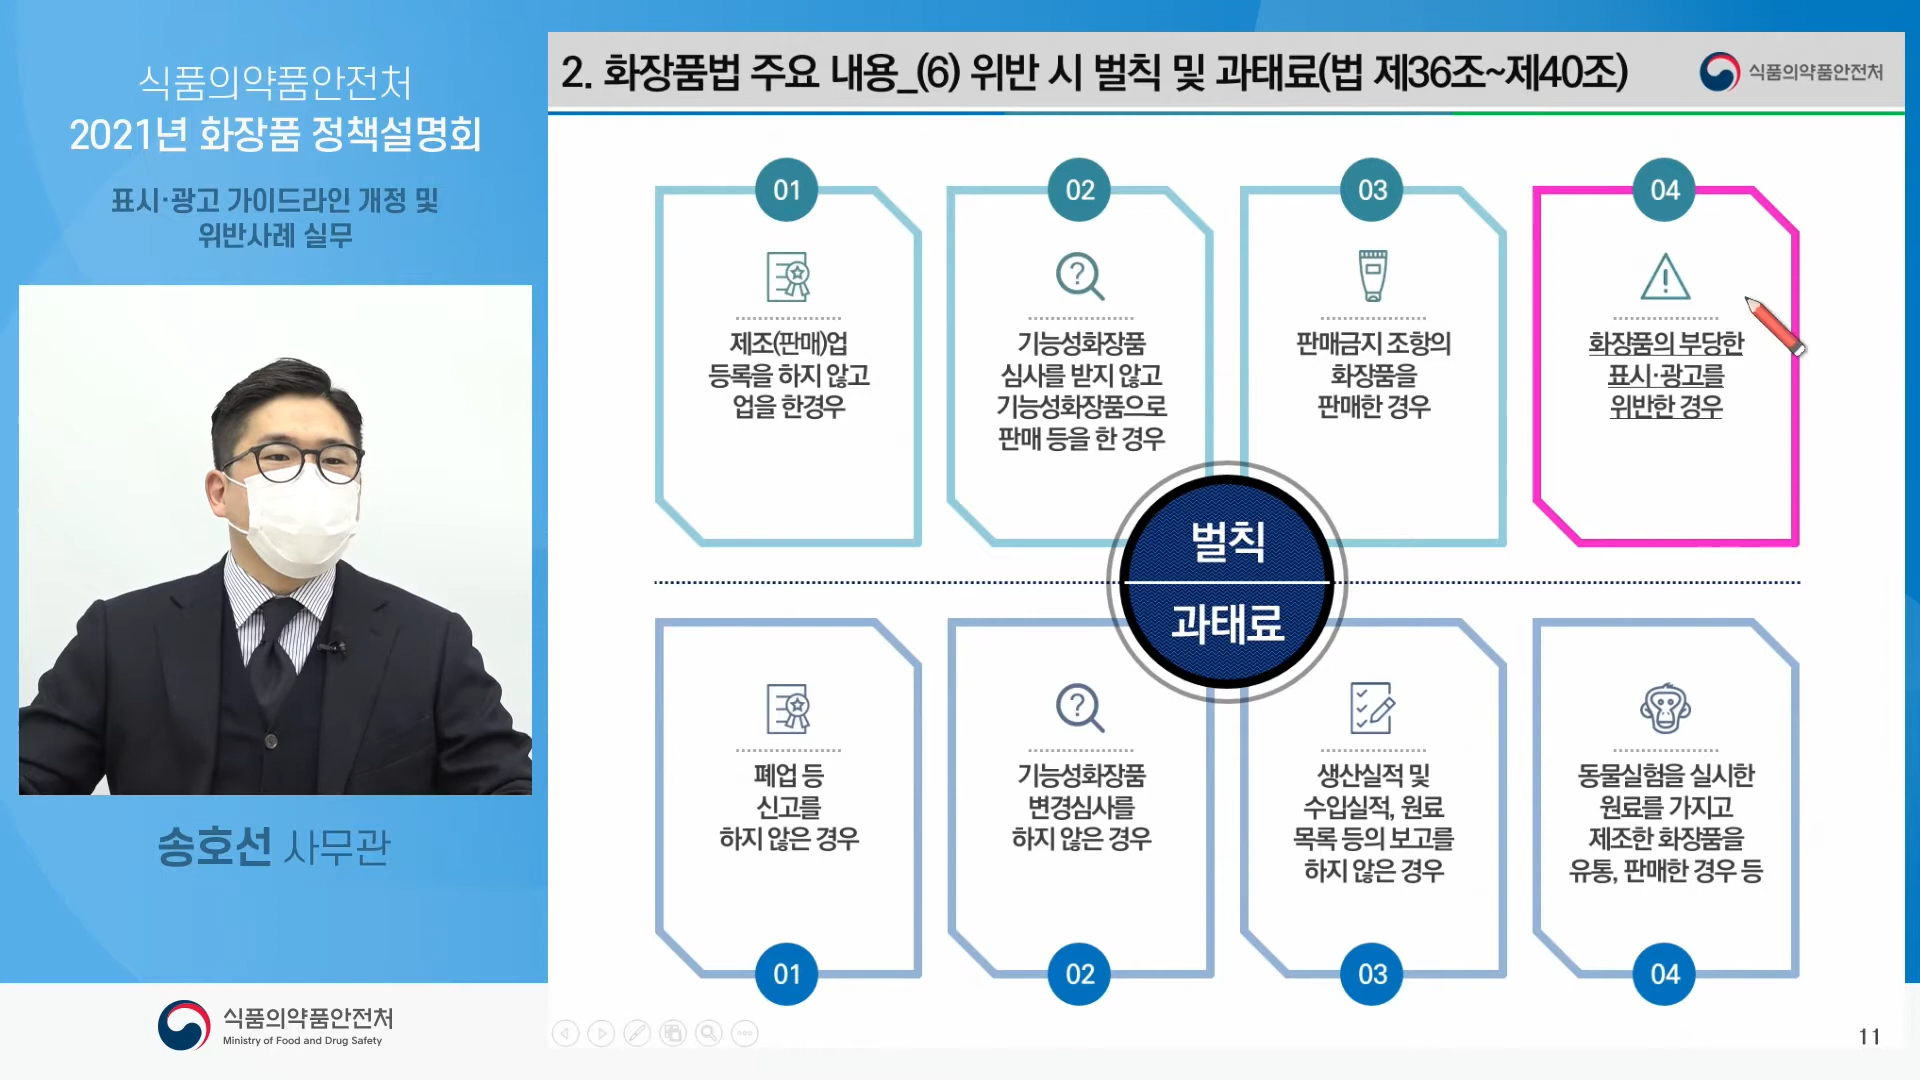 식품의약품안전처
2021년 화장품 정책설명회
표시·광고 가이드라인 개정 및
위반사례 실무
송호선 사무관
식품의약품안전처
Ministry of Food and Drug Safety
2. 화장품법 주요 내용_(6) 위반 시 벌칙 및 과태료(법 제36조~제40조)
식품의약품안전처
01
제조(판매)업
등록을 하지 않고
업을 한경우
02
기능성화장품
심사를 받지 않고
기능성화장품으로
판매 등을 한 경우
03
판매금지 조항의
화장품을
판매한 경우
04
화장품의 부당한
표시·광고를
위반한 경우
벌칙
과태료
폐업 등
신고를
하지 않은 경우
01
기능성화장품
변경심사를
하지 않은 경우
02
생산실적 및
수입실적, 원료
목록 등의 보고를
하지 않은 경우
03
동물실험을 실시한
원료를 가지고
제조한 화장품을
유통, 판매한 경우 등
04
11